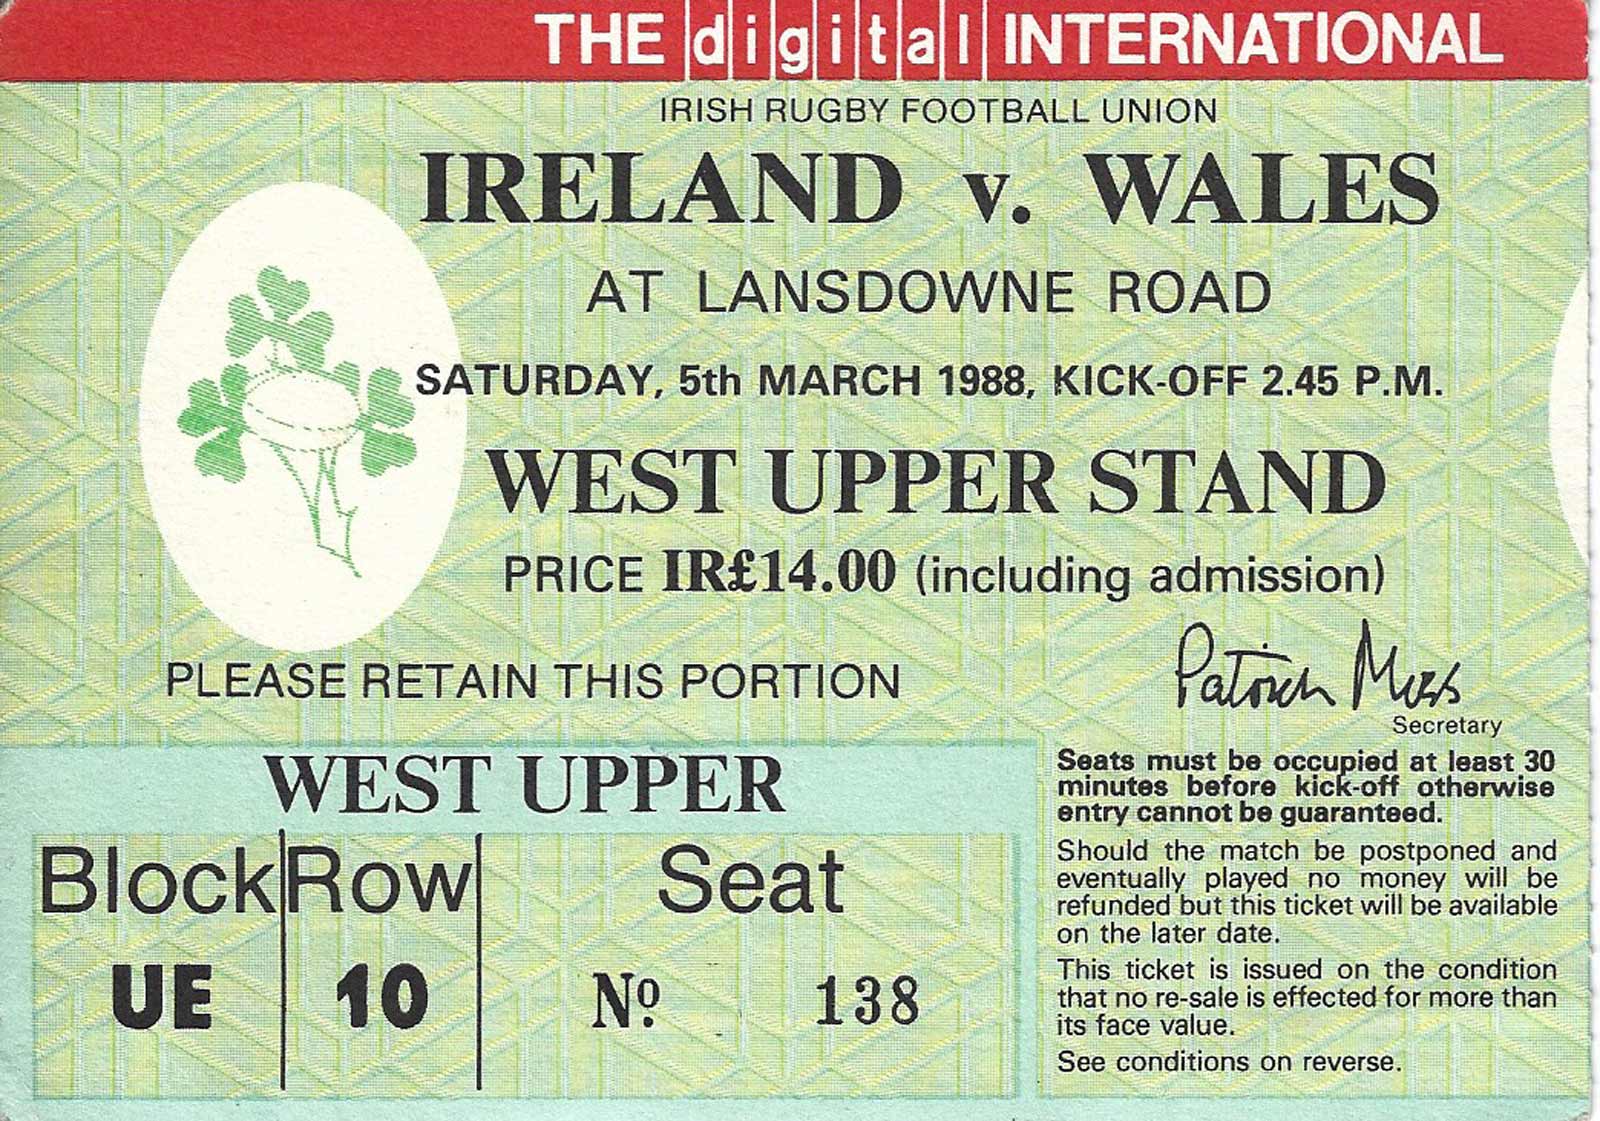 THE digital INTERNATIONAL
IRISH RUGBY FOOTBALL UNION
IRELAND v. WALES
AT LANSDOWNE ROAD
SATURDAY, 5th MARCH 1988, KICK-OFF 2.45 P.M.
WEST UPPER STAND
PRICE IR£14.00 (including admission)
PLEASE RETAIN THIS PORTION
Patrick Moss
Secretary
WEST UPPER
Block Row Seat
UE 10 Nº 138
Seats must be occupied at least 30
minutes before kick-off otherwise
entry cannot be guaranteed.
Should the match be postponed and
eventually played no money will be
refunded but this ticket will be available
on the later date.
This ticket is issued on the condition
that no re-sale is effected for more than
its face value.
See conditions on reverse.